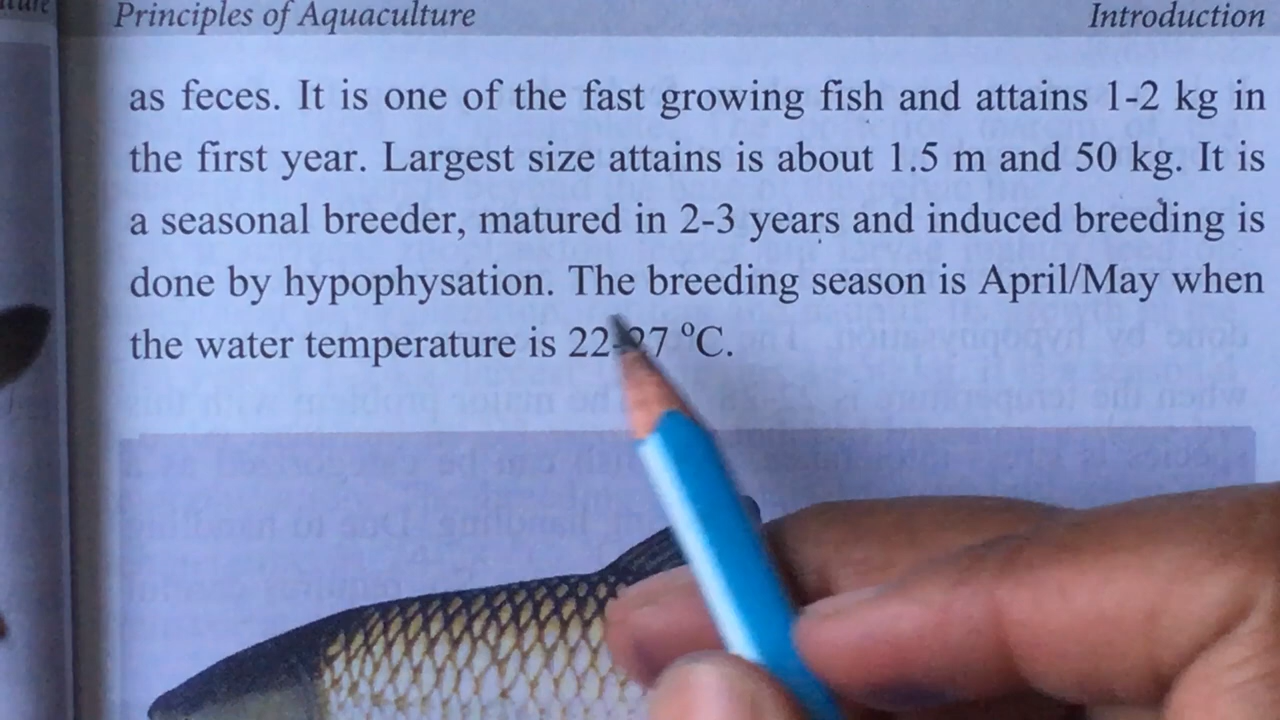 Principles of Aquaculture Introduction
as feces. It is one of the fast growing fish and attains 1-2 kg in
the first year. Largest size attains is about 1.5 m and 50 kg. It is
a seasonal breeder, matured in 2-3 years and induced breeding is
done by hypophysation. The breeding season is April/May when
the water temperature is 22-27 ºC.